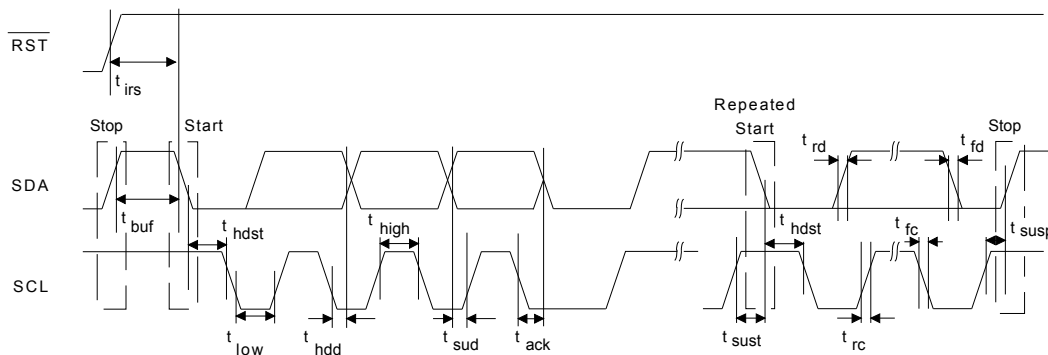 RST
t irs
Repeated
Stop
Start
Start
Stop
t rd
t fd
SDA
t buf
t hdst
t high
t hdst
t fc
t susp
SCL
t low
t hdd
t sud
t ack
t sust
t rc